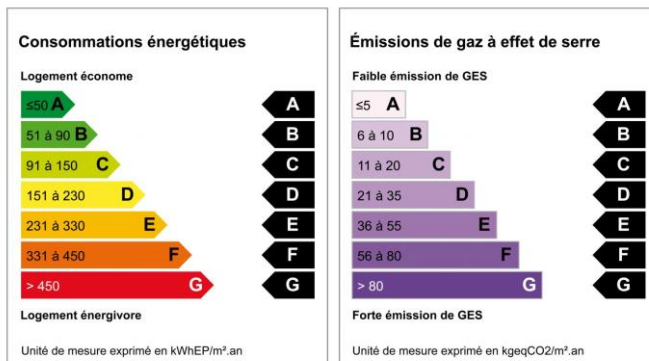 Consommations énergétiques
Logement économe
≤50 A A
51 à 90 B B
91 à 150 C C
151 à 230 D D
231 à 330 E E
331 à 450 F F
> 450 G G
Logement énergivore
Unité de mesure exprimé en kWhEP/m².an
Émissions de gaz à effet de serre
Faible émission de GES
≤5 A A
6 à 10 B B
11 à 20 C C
21 à 35 D D
36 à 55 E E
56 à 80 F F
> 80 G G
Forte émission de GES
Unité de mesure exprimé en kgeqCO2/m².an